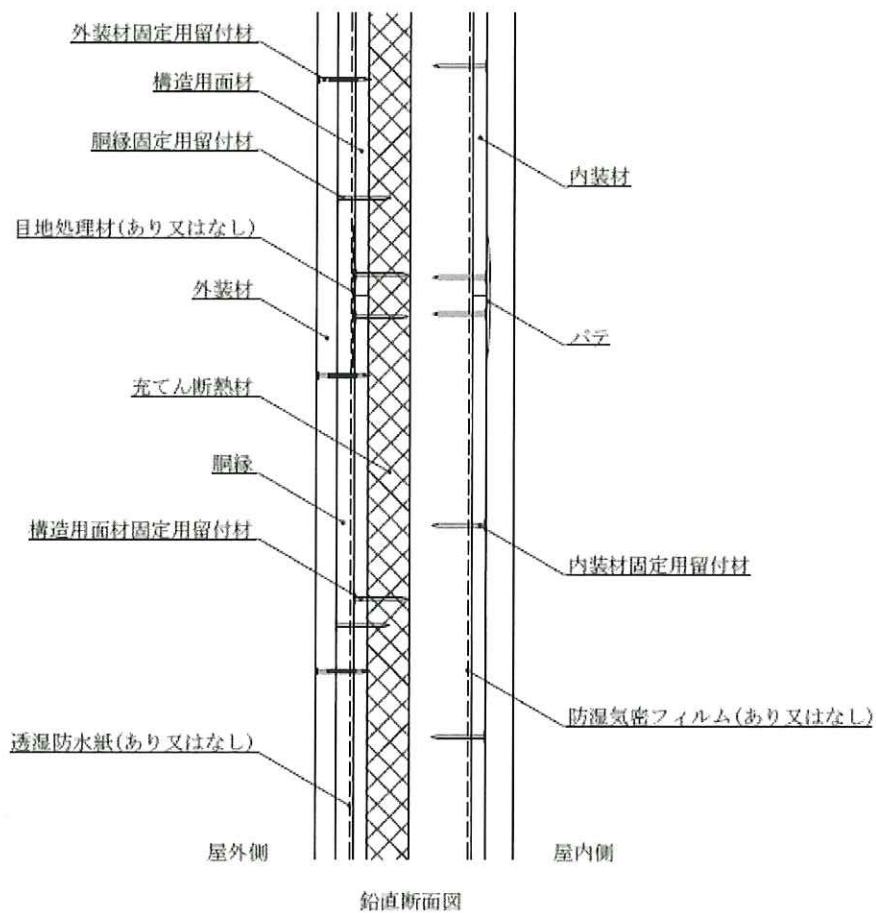 外装材固定用留付材
構造用面材
胴縁固定用留付材
目地処理材(あり又はなし)
外装材
充てん断熱材
胴縁
構造用面材固定用留付材
透湿防水紙(あり又はなし)
内装材
パテ
内装材固定用留付材
防湿気密フィルム(あり又はなし)
屋外側
屋内側
鉛直断面図